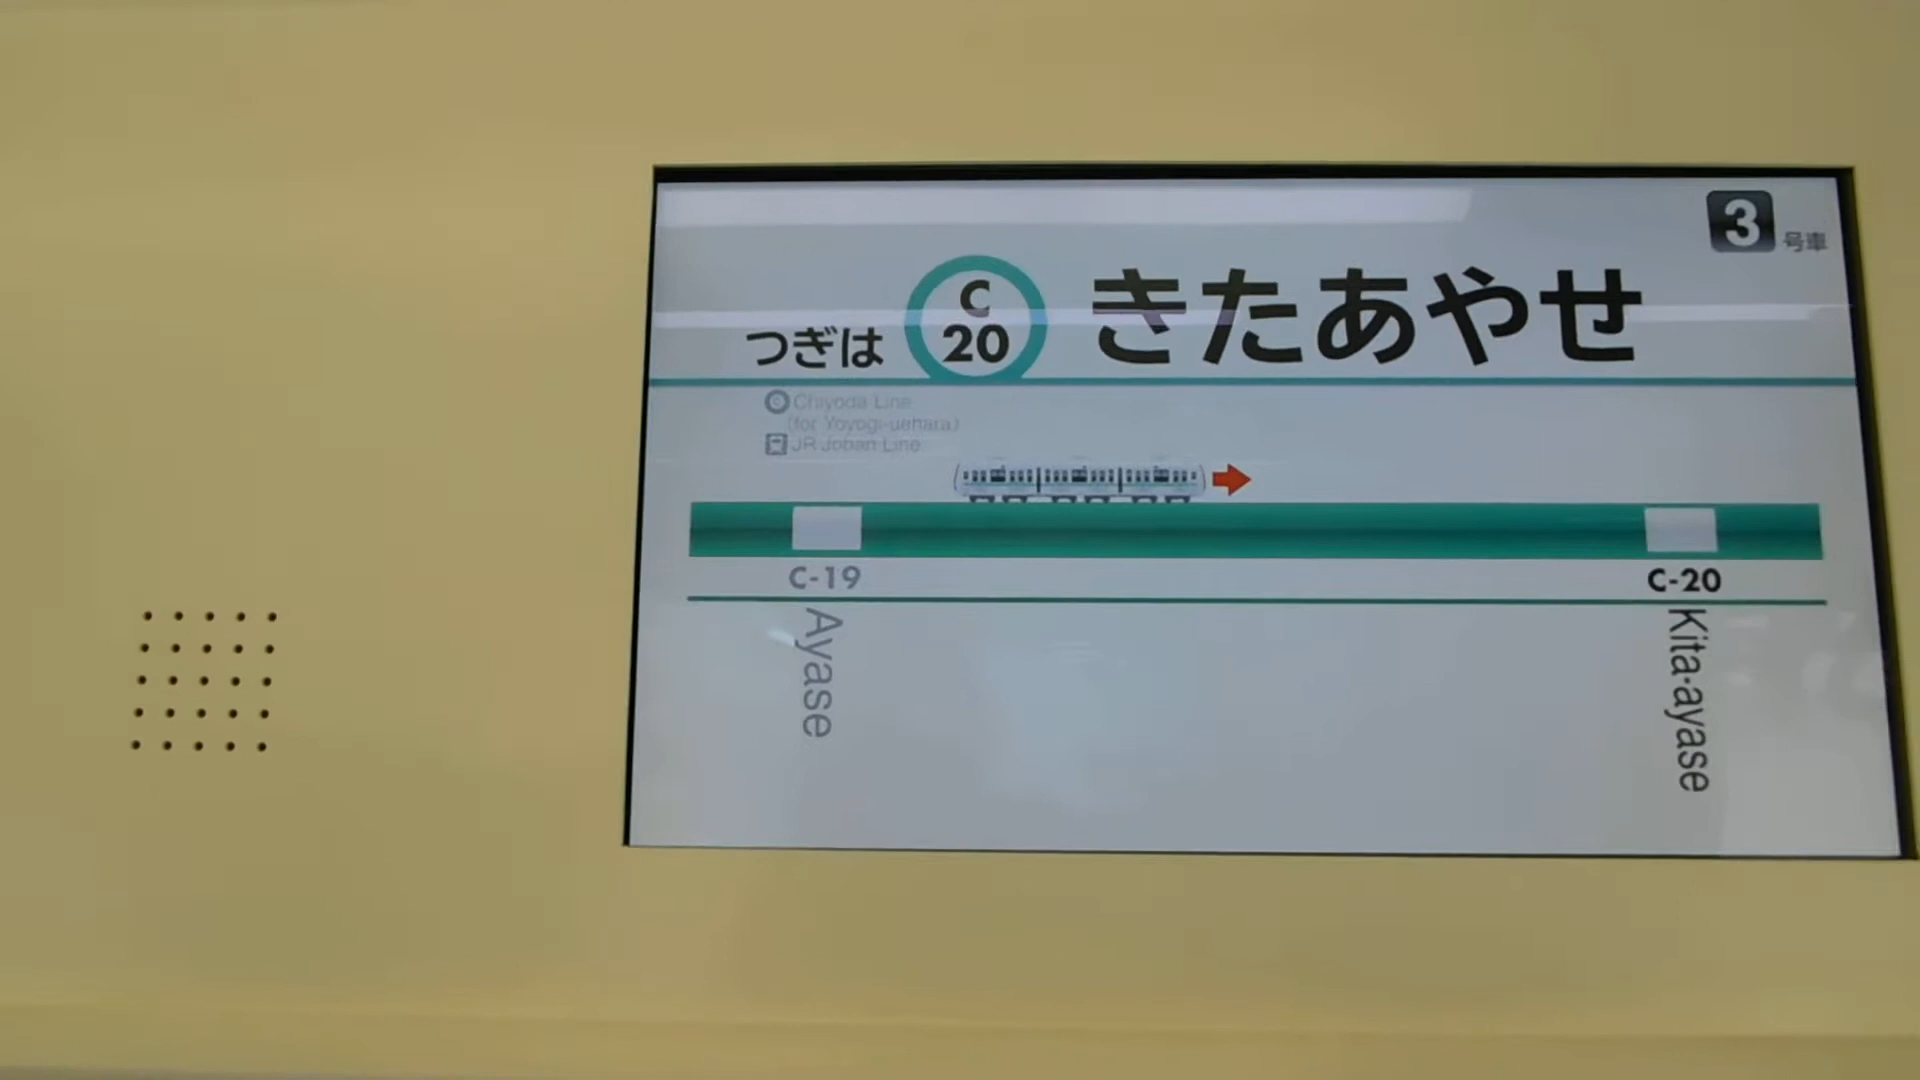 3 号車
つぎは C 20 きたあやせ
C Chiyoda Line
(for Yoyogi-uehara)
JR Joban Line
C-19
C-20
Ayase
Kita-ayase